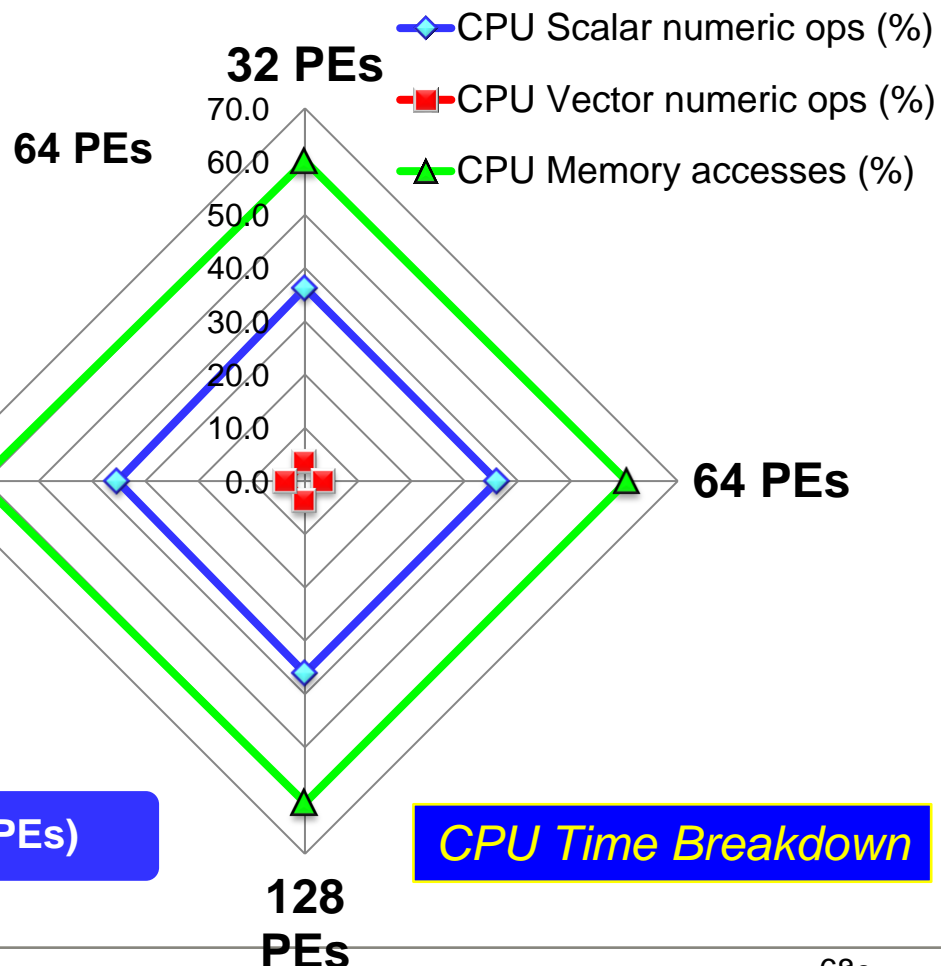 CPU Scalar numeric ops (%)
32 PEs
CPU Vector numeric ops (%)
70.0
64 PEs
60.0
CPU Memory accesses (%)
50.0
40.0
30.0
20.0
10.0
0.0
64 PEs
PEs)
CPU Time Breakdown
128
PEs